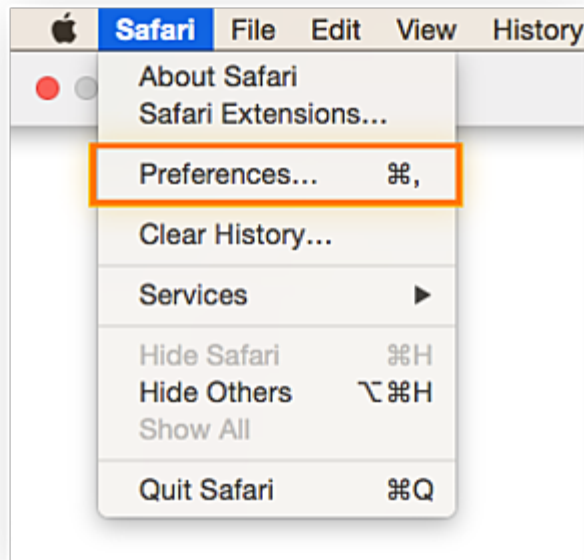 Safari File Edit View History
About Safari
Safari Extensions...
Preferences... ⌘,
Clear History...
Services ▶
Hide Safari ⌘H
Hide Others ⌥⌘H
Show All
Quit Safari ⌘Q